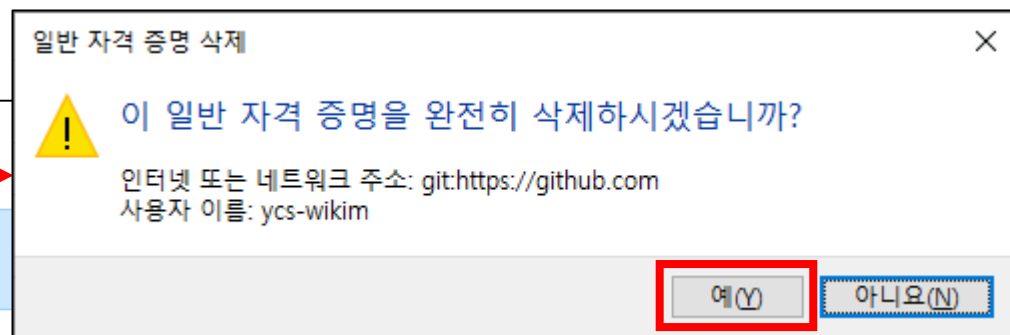 일반 자격 증명 삭제
이 일반 자격 증명을 완전히 삭제하시겠습니까?
인터넷 또는 네트워크 주소: git:https://github.com
사용자 이름: ycs-wikim
예(Y) 아니요(N)